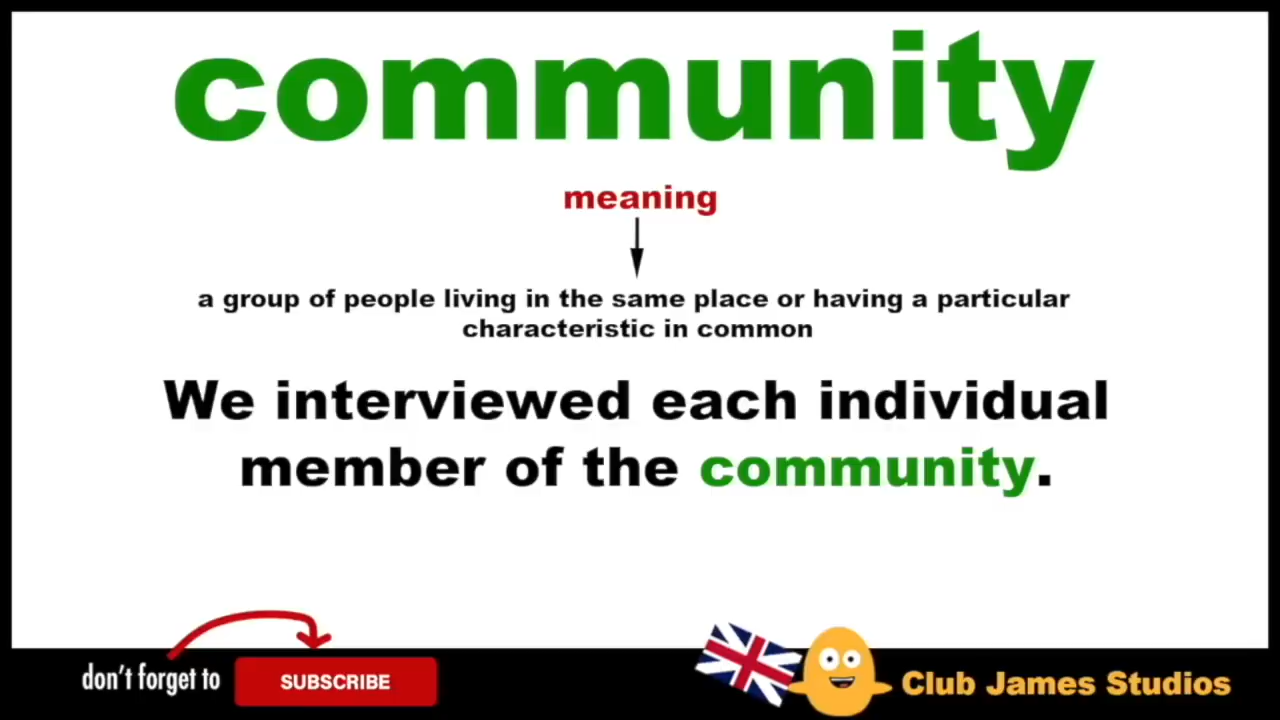 community
meaning
a group of people living in the same place or having a particular
characteristic in common
We interviewed each individual
member of the community.
don't forget to
SUBSCRIBE
Club James Studios